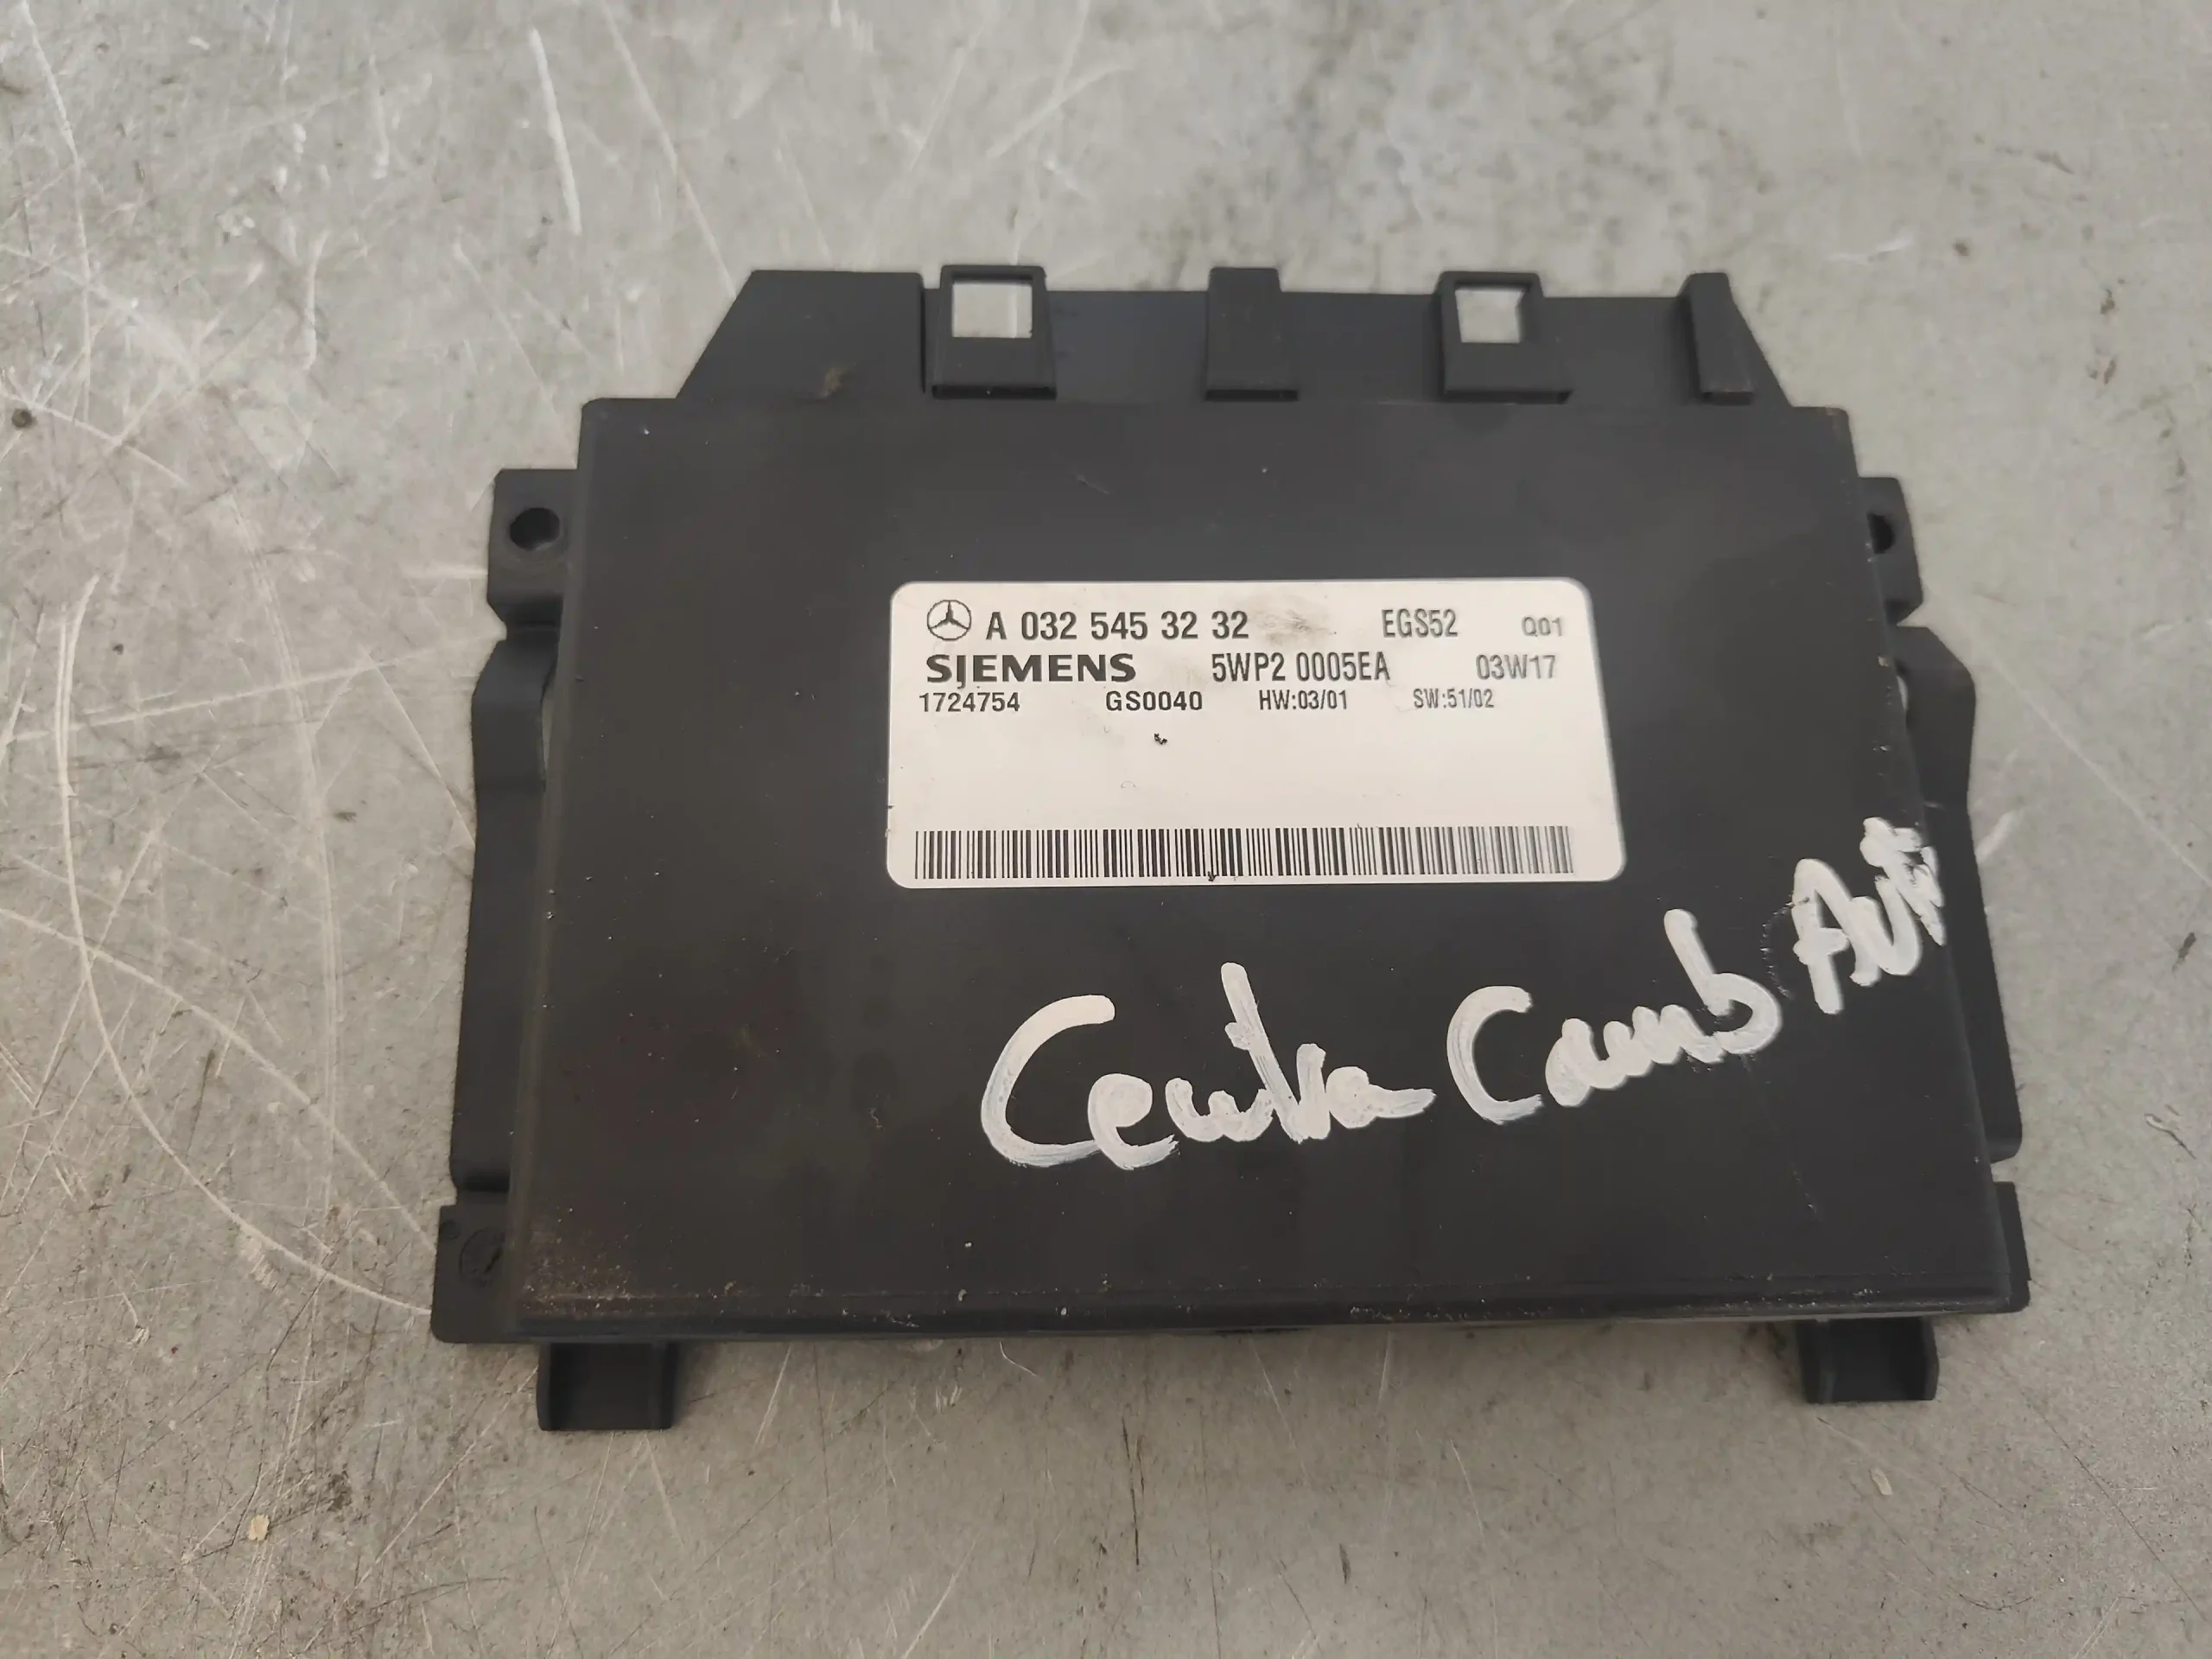 A 032 545 32 32 EGS52 Q01
SIEMENS 5WP2 0005EA 03W17
1724754 GS0040 HW:03/01 SW:51/02
Centra Camb Aut